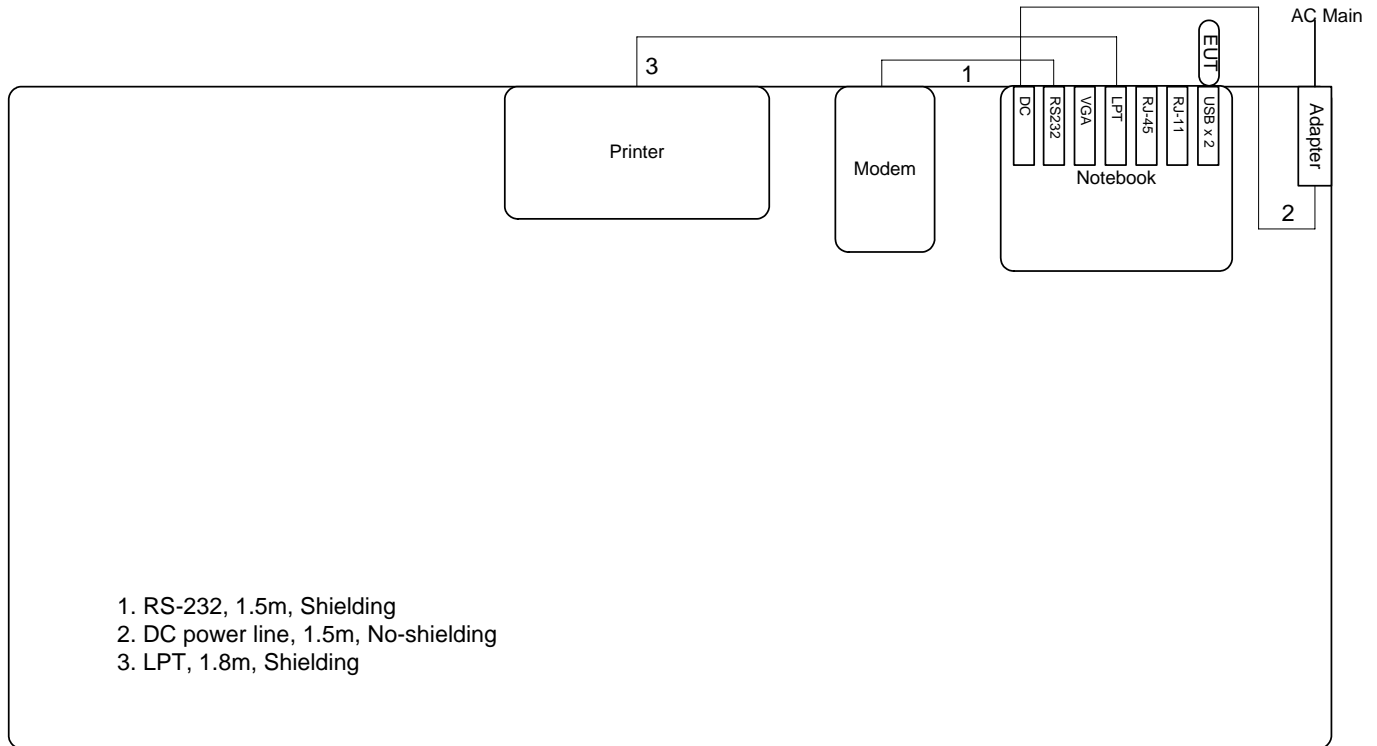 AC Main
EUT
3
1
DC
RS232
VGA
LPT
RJ-45
RJ-11
USB x 2
Adapter
Printer
Modem
Notebook
2
1. RS-232, 1.5m, Shielding
2. DC power line, 1.5m, No-shielding
3. LPT, 1.8m, Shielding